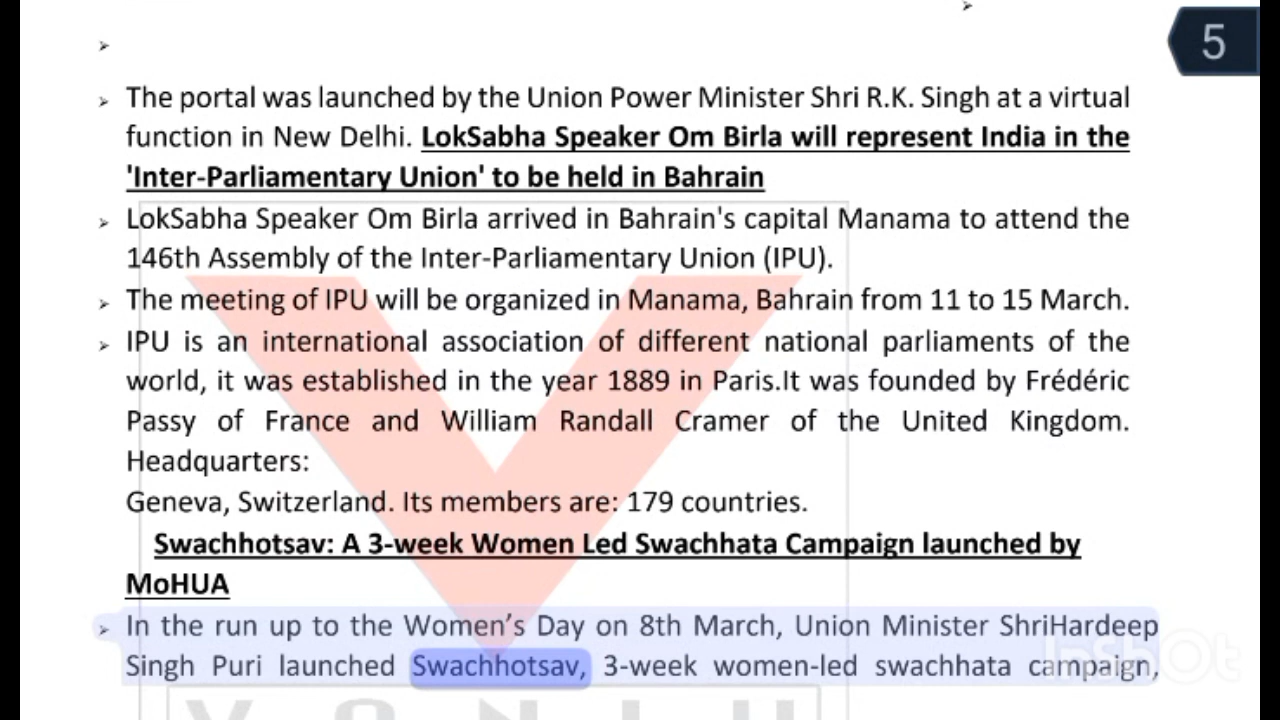 5
The portal was launched by the Union Power Minister Shri R.K. Singh at a virtual
function in New Delhi. LokSabha Speaker Om Birla will represent India in the
'Inter-Parliamentary Union' to be held in Bahrain
LokSabha Speaker Om Birla arrived in Bahrain's capital Manama to attend the
146th Assembly of the Inter-Parliamentary Union (IPU).
The meeting of IPU will be organized in Manama, Bahrain from 11 to 15 March.
IPU is an international association of different national parliaments of the
world, it was established in the year 1889 in Paris.It was founded by Frédéric
Passy of France and William Randall Cramer of the United Kingdom.
Headquarters:
Geneva, Switzerland. Its members are: 179 countries.
Swachhotsav: A 3-week Women Led Swachhata Campaign launched by
MoHUA
In the run up to the Women’s Day on 8th March, Union Minister ShriHardeep
Singh Puri launched Swachhotsav, 3-week women-led swachhata campaign,
InShOt